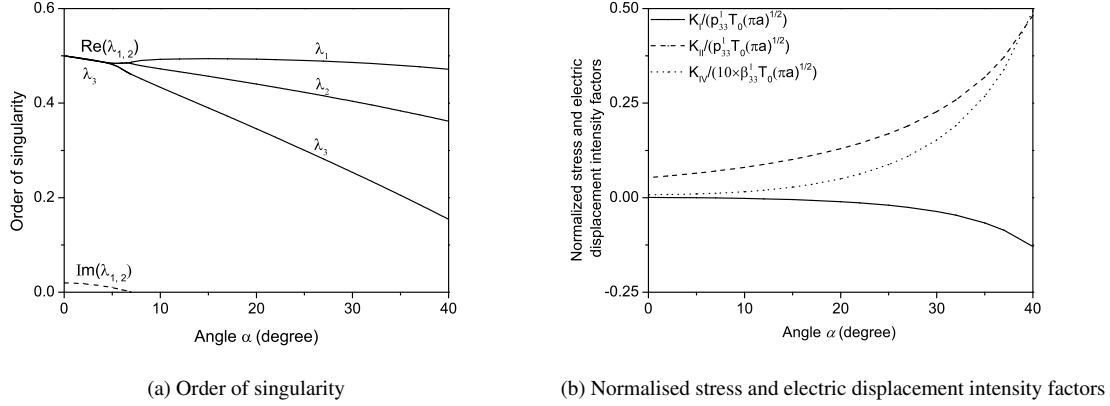 0.6
0.4
0.2
0.0
Order of singularity
Re(λ1, 2)
λ3
λ1
λ2
λ3
Im(λ1, 2)
0 10 20 30 40
Angle α (degree)
(a) Order of singularity
0.50
0.25
0.00
-0.25
Normalized stress and electric
displacement intensity factors
KI/(p¹33T0(πa)^1/2)
KII/(p¹33T0(πa)^1/2)
KIV/(10×β¹33T0(πa)^1/2)
0 10 20 30 40
Angle α (degree)
(b) Normalised stress and electric displacement intensity factors